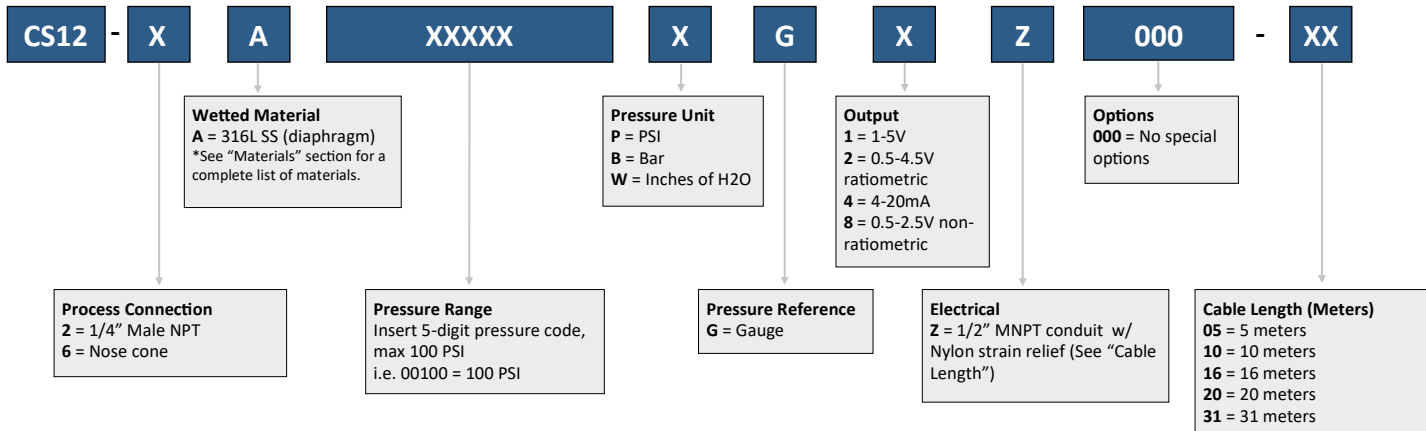 CS12 - X A XXXXX X G X Z 000 - XX
Wetted Material
A = 316L SS (diaphragm)
*See “Materials” section for a
complete list of materials.
Pressure Unit
P = PSI
B = Bar
W = Inches of H2O
Output
1 = 1-5V
2 = 0.5-4.5V
ratiometric
4 = 4-20mA
8 = 0.5-2.5V non-
ratiometric
Options
000 = No special
options
Process Connection
2 = 1/4” Male NPT
6 = Nose cone
Pressure Range
Insert 5-digit pressure code,
max 100 PSI
i.e. 00100 = 100 PSI
Pressure Reference
G = Gauge
Electrical
Z = 1/2” MNPT conduit w/
Nylon strain relief (See “Cable
Length”)
Cable Length (Meters)
05 = 5 meters
10 = 10 meters
16 = 16 meters
20 = 20 meters
31 = 31 meters